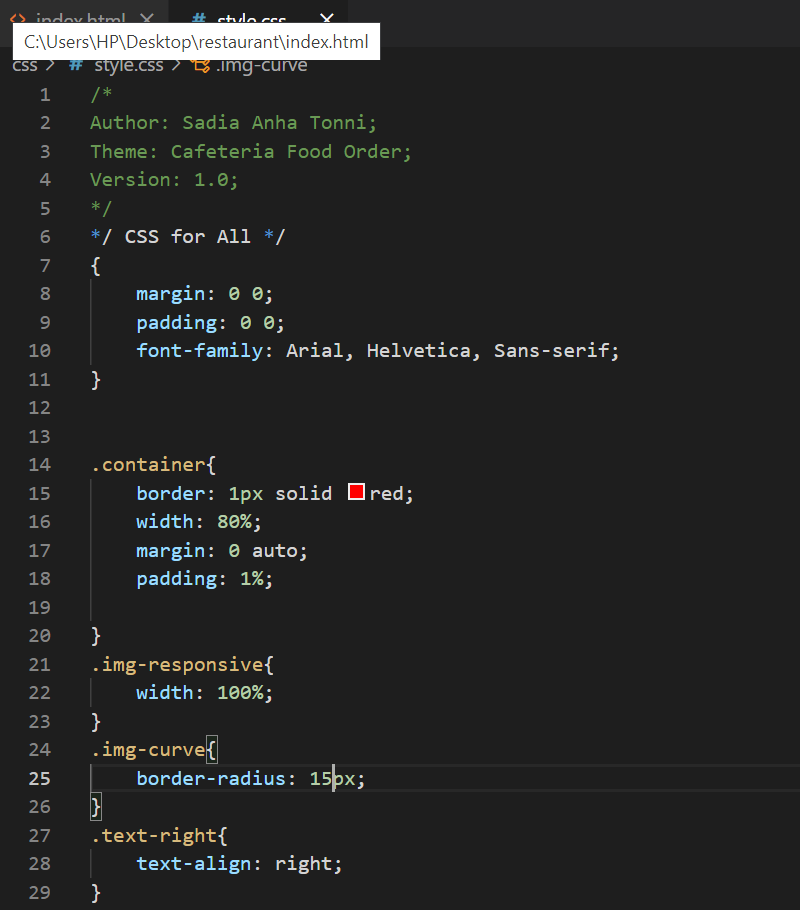 index.html style.css
C:\Users\HP\Desktop\restaurant\index.html
css > # style.css > .img-curve
1 /*
2 Author: Sadia Anha Tonni;
3 Theme: Cafeteria Food Order;
4 Version: 1.0;
5 */
6 */ CSS for All */
7 {
8 margin: 0 0;
9 padding: 0 0;
10 font-family: Arial, Helvetica, Sans-serif;
11 }
12
13
14 .container{
15 border: 1px solid red;
16 width: 80%;
17 margin: 0 auto;
18 padding: 1%;
19
20 }
21 .img-responsive{
22 width: 100%;
23 }
24 .img-curve{
25 border-radius: 15px;
26 }
27 .text-right{
28 text-align: right;
29 }